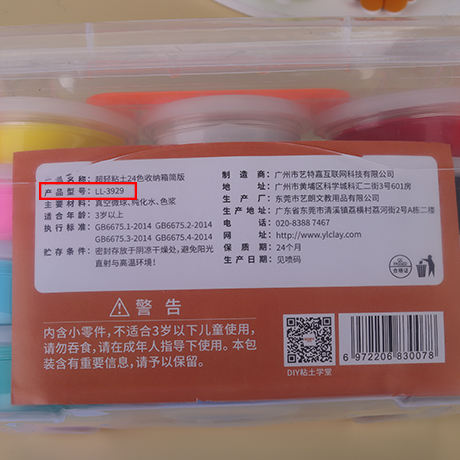 产品名称：超轻粘土24色收纳箱简版
产品型号：LL-3929
主要材料：真空微球、纯化水、色浆
适合年龄：3岁以上
执行标准：GB6675.1-2014 GB6675.2-2014
GB6675.3-2014 GB6675.4-2014
贮存条件：密封存放于阴凉干燥处，避免阳光
直射与高温环境！
制造商：广州市艺特嘉互联网科技有限公司
地址：广州市黄埔区科学城科汇二街3号601房
生产厂：东莞市艺朗文教用品有限公司
地址：广东省东莞市清溪镇荔横村荔河街2号A栋二楼
电话：020-8388 7467
网址：http://www.ylclay.com
保质期：24个月
生产日期：见喷码
合格证
警告
内含小零件，不适合3岁以下儿童使用，
请勿吞食，请在成年人指导下使用。本包
装含有重要信息，请予以保留。
DIY粘土学堂
6 972206 830078